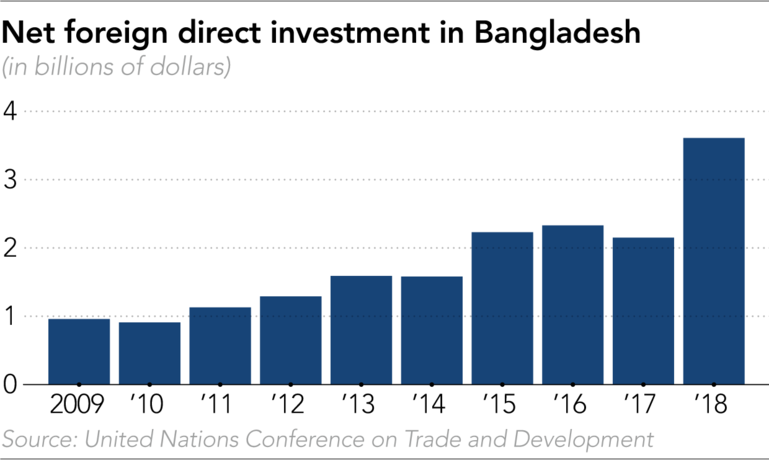 Net foreign direct investment in Bangladesh
(in billions of dollars)
4
3
2
1
0
2009 ’10 ’11 ’12 ’13 ’14 ’15 ’16 ’17 ’18
Source: United Nations Conference on Trade and Development